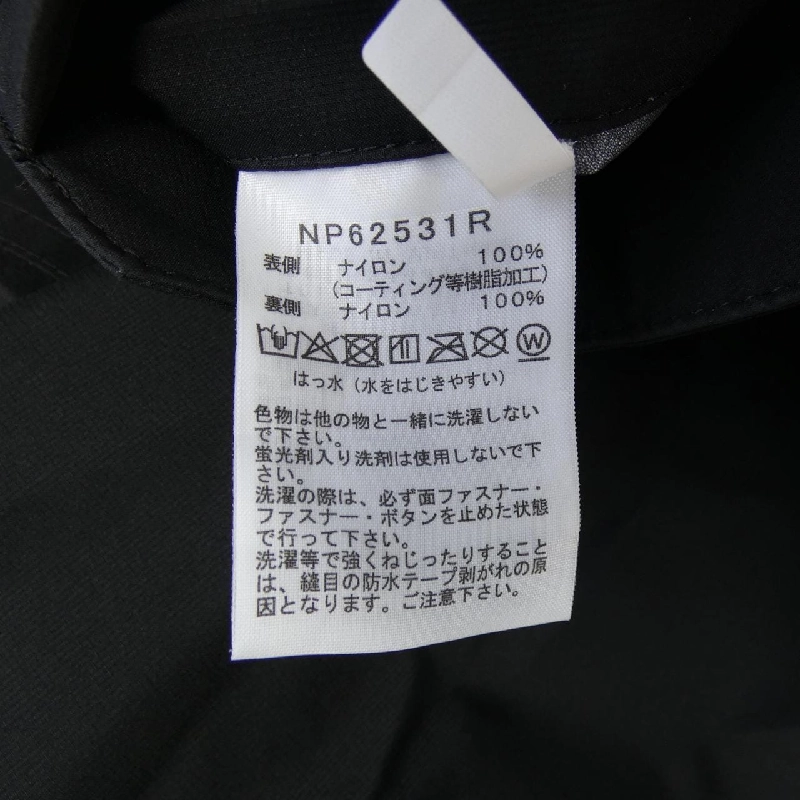 NP62531R
表側 ナイロン 100%
(コーティング等樹脂加工)
裏側 ナイロン 100%
W
はっ水 (水をはじきやすい)
色物は他の物と一緒に洗濯しない
で下さい。
蛍光剤入り洗剤は使用しないで下
さい。
洗濯の際は、必ず面ファスナー・
ファスナー・ボタンを止めた状態
で行って下さい。
洗濯等で強くねじったりすること
は、縫目の防水テープ剥がれの原
因となります。ご注意下さい。